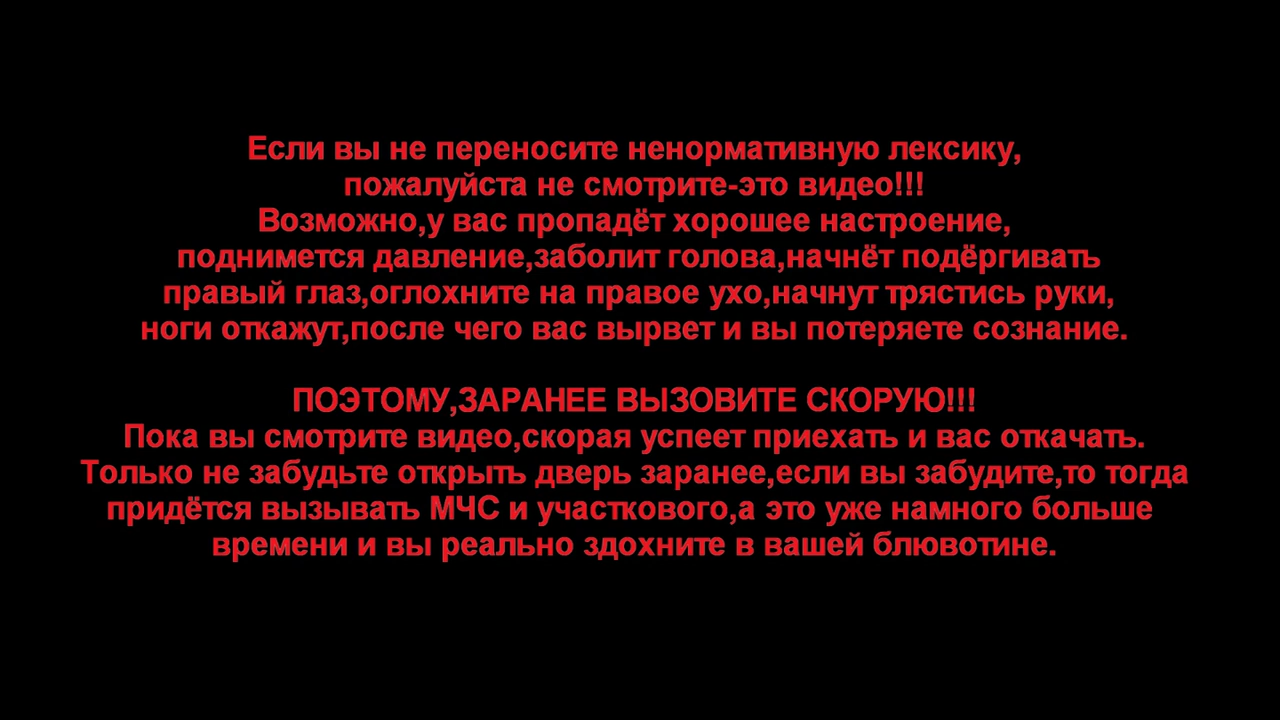 Если вы не переносите ненормативную лексику,
пожалуйста не смотрите-это видео!!!
Возможно,у вас пропадёт хорошее настроение,
поднимется давление,заболит голова,начнёт подёргивать
правый глаз,оглохните на правое ухо,начнут трястись руки,
ноги откажут,после чего вас вырвет и вы потеряете сознание.
ПОЭТОМУ,ЗАРАНЕЕ ВЫЗОВИТЕ СКОРУЮ!!!
Пока вы смотрите видео,скорая успеет приехать и вас откачать.
Только не забудьте открыть дверь заранее,если вы забудите,то тогда
придётся вызывать МЧС и участкового,а это уже намного больше
времени и вы реально здохните в вашей блювотине.